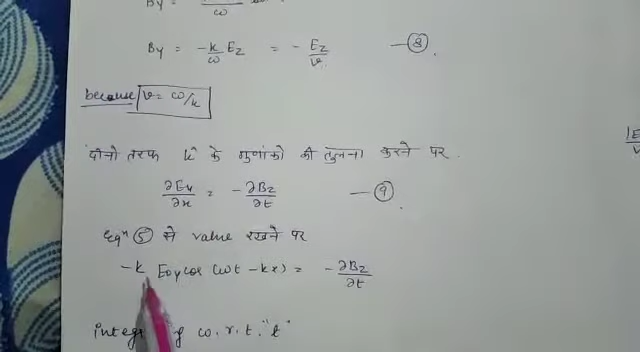 By =
ω
By = -k/ω Ez = - Ez/v —⑧.
because v = ω/k
दोनो तरफ k̂ के गुणांको की तुलना करने पर.
∂Ey/∂x = -∂Bz/∂t —⑨.
Eqⁿ ⑤ से value रखने पर
-k Eoy cos (ωt - kx) = -∂Bz/∂t
w.r.t. "t"